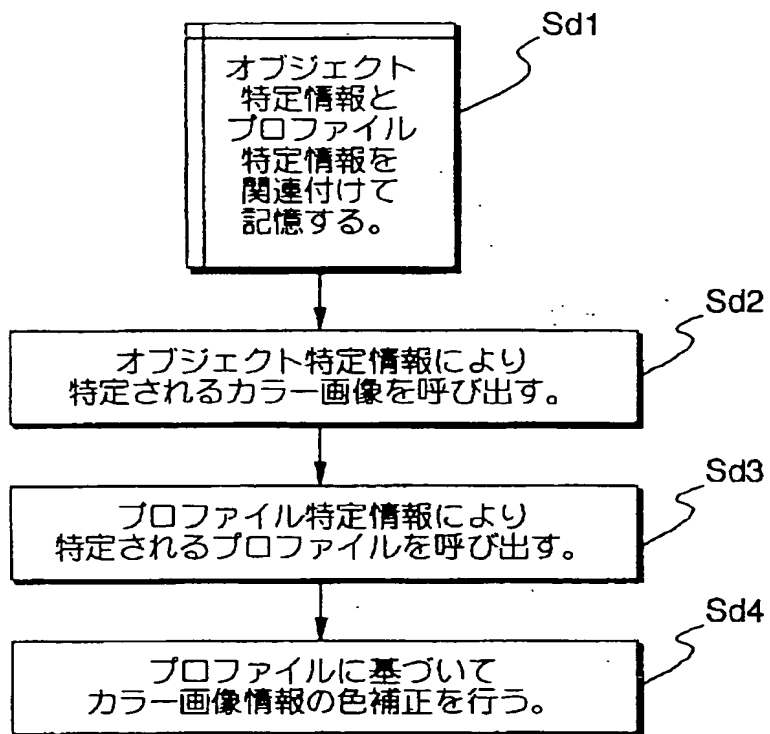 Sd1
オブジェクト
特定情報と
プロファイル
特定情報を
関連付けて
記憶する。
Sd2
オブジェクト特定情報により
特定されるカラー画像を呼び出す。
Sd3
プロファイル特定情報により
特定されるプロファイルを呼び出す。
Sd4
プロファイルに基づいて
カラー画像情報の色補正を行う。